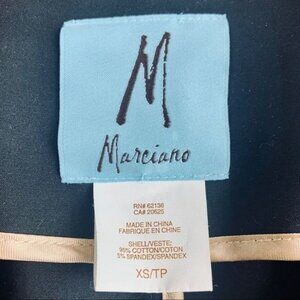 M
Marciano
RN# 62136
CA# 20625
MADE IN CHINA
FABRIQUE EN CHINE
SHELL/VESTE:
95% COTTON/COTON
5% SPANDEX/SPANDEX
XS/TP